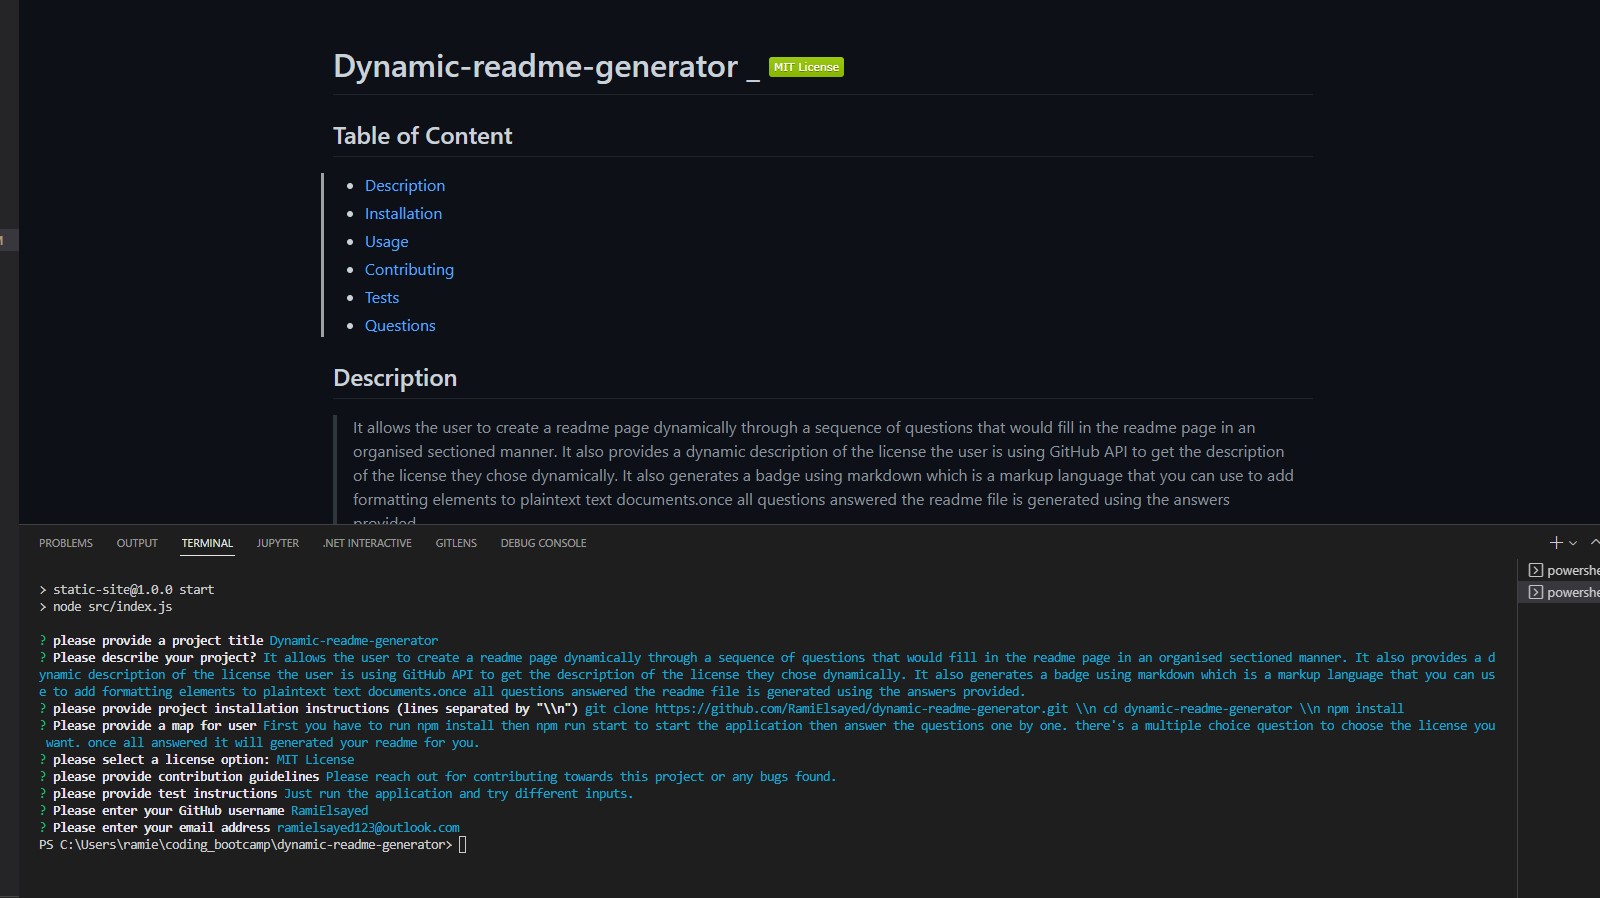 Dynamic-readme-generator _ MIT License
Table of Content
Description
Installation
Usage
Contributing
Tests
Questions
Description
It allows the user to create a readme page dynamically through a sequence of questions that would fill in the readme page in an
organised sectioned manner. It also provides a dynamic description of the license the user is using GitHub API to get the description
of the license they chose dynamically. It also generates a badge using markdown which is a markup language that you can use to add
formatting elements to plaintext text documents.once all questions answered the readme file is generated using the answers
provided.
PROBLEMS OUTPUT TERMINAL JUPYTER .NET INTERACTIVE GITLENS DEBUG CONSOLE
> static-site@1.0.0 start
> node src/index.js
? please provide a project title Dynamic-readme-generator
? Please describe your project? It allows the user to create a readme page dynamically through a sequence of questions that would fill in the readme page in an organised sectioned manner. It also provides a d
ynamic description of the license the user is using GitHub API to get the description of the license they chose dynamically. It also generates a badge using markdown which is a markup language that you can us
e to add formatting elements to plaintext text documents.once all questions answered the readme file is generated using the answers provided.
? please provide project installation instructions (lines separated by "\\n") git clone https://github.com/RamiElsayed/dynamic-readme-generator.git \\n cd dynamic-readme-generator \\n npm install
? Please provide a map for user First you have to run npm install then npm run start to start the application then answer the questions one by one. there's a multiple choice question to choose the license you
want. once all answered it will generated your readme for you.
? please select a license option: MIT License
? please provide contribution guidelines Please reach out for contributing towards this project or any bugs found.
? please provide test instructions Just run the application and try different inputs.
? Please enter your GitHub username RamiElsayed
? Please enter your email address ramielsayed123@outlook.com
PS C:\Users\ramie\coding_bootcamp\dynamic-readme-generator>
powershe
powershe